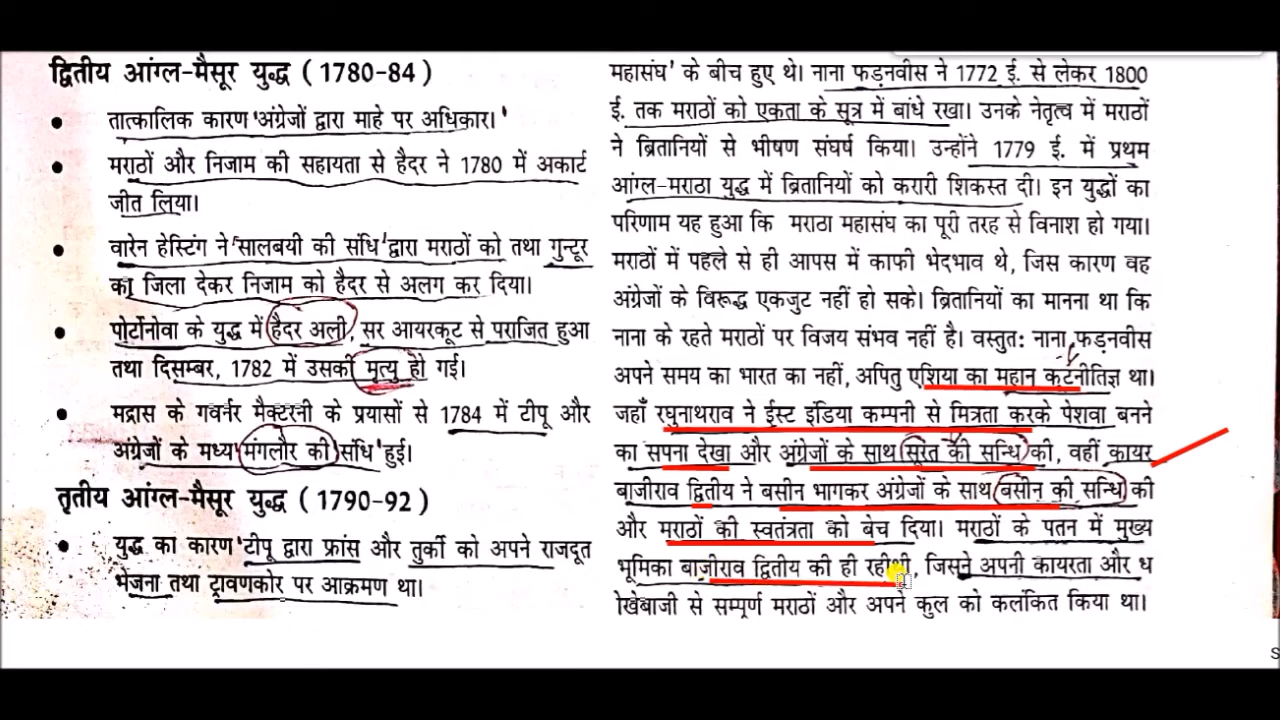 द्वितीय आंग्ल-मैसूर युद्ध (1780-84)
• तात्कालिक कारण 'अंग्रेजों द्वारा माहे पर अधिकार।'
• मराठों और निजाम की सहायता से हैदर ने 1780 में अकार्ट
जीत लिया।
• वारेन हेस्टिंग ने 'सालबयी की संधि' द्वारा मराठों को तथा गुन्टूर
का जिला देकर निजाम को हैदर से अलग कर दिया।
• पोर्टोनोवा के युद्ध में हैदर अली, सर आयरकूट से पराजित हुआ
तथा दिसम्बर, 1782 में उसकी मृत्यु हो गई।
• मद्रास के गवर्नर मैक्टरनी के प्रयासों से 1784 में टीपू और
अंग्रेजों के मध्य 'मंगलौर की संधि' हुई।
तृतीय आंग्ल-मैसूर युद्ध (1790-92)
• युद्ध का कारण 'टीपू द्वारा फ्रांस और तुर्की को अपने राजदूत
भेजना तथा ट्रावणकोर पर आक्रमण था।
महासंघ' के बीच हुए थे। नाना फड़नवीस ने 1772 ई. से लेकर 1800
ई. तक मराठों को एकता के सूत्र में बांधे रखा। उनके नेतृत्व में मराठों
ने ब्रितानियों से भीषण संघर्ष किया। उन्होंने 1779 ई. में प्रथम
आंग्ल-मराठा युद्ध में ब्रितानियों को करारी शिकस्त दी। इन युद्धों का
परिणाम यह हुआ कि मराठा महासंघ का पूरी तरह से विनाश हो गया।
मराठों में पहले से ही आपस में काफी भेदभाव थे, जिस कारण वह
अंग्रेजों के विरूद्ध एकजुट नहीं हो सके। ब्रितानियों का मानना था कि
नाना के रहते मराठों पर विजय संभव नहीं है। वस्तुतः नाना फड़नवीस
अपने समय का भारत का नहीं, अपितु एशिया का महान कूटनीतिज्ञ था।
जहाँ रघुनाथराव ने ईस्ट इंडिया कम्पनी से मित्रता करके पेशवा बनने
का सपना देखा और अंग्रेजों के साथ सूरत की सन्धि की, वहीं कायर
बाजीराव द्वितीय ने बसीन भागकर अंग्रेजों के साथ बसीन की सन्धि की
और मराठों की स्वतंत्रता को बेच दिया। मराठों के पतन में मुख्य
भूमिका बाजीराव द्वितीय की ही रही थी, जिसने अपनी कायरता और ध
ोखेबाजी से सम्पूर्ण मराठों और अपने कुल को कलंकित किया था।
S